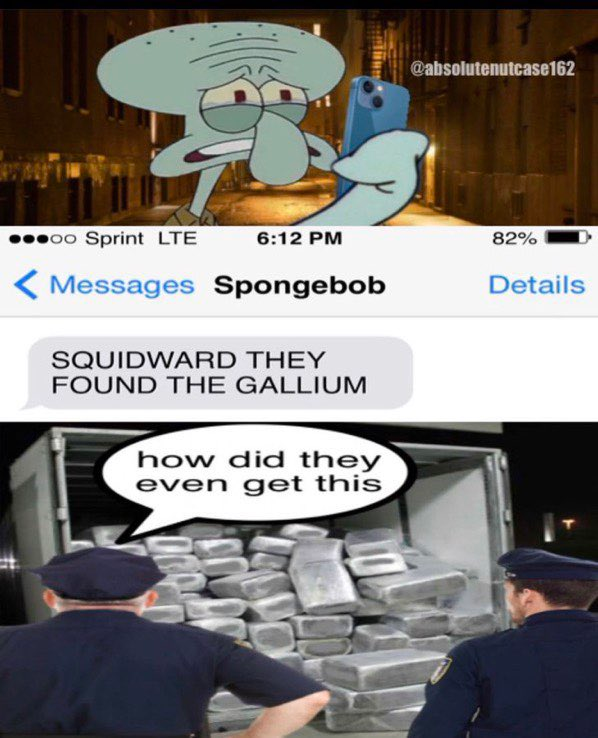 @absolutenutcase162
Sprint LTE 6:12 PM 82%
Messages Spongebob Details
SQUIDWARD THEY
FOUND THE GALLIUM
how did they
even get this